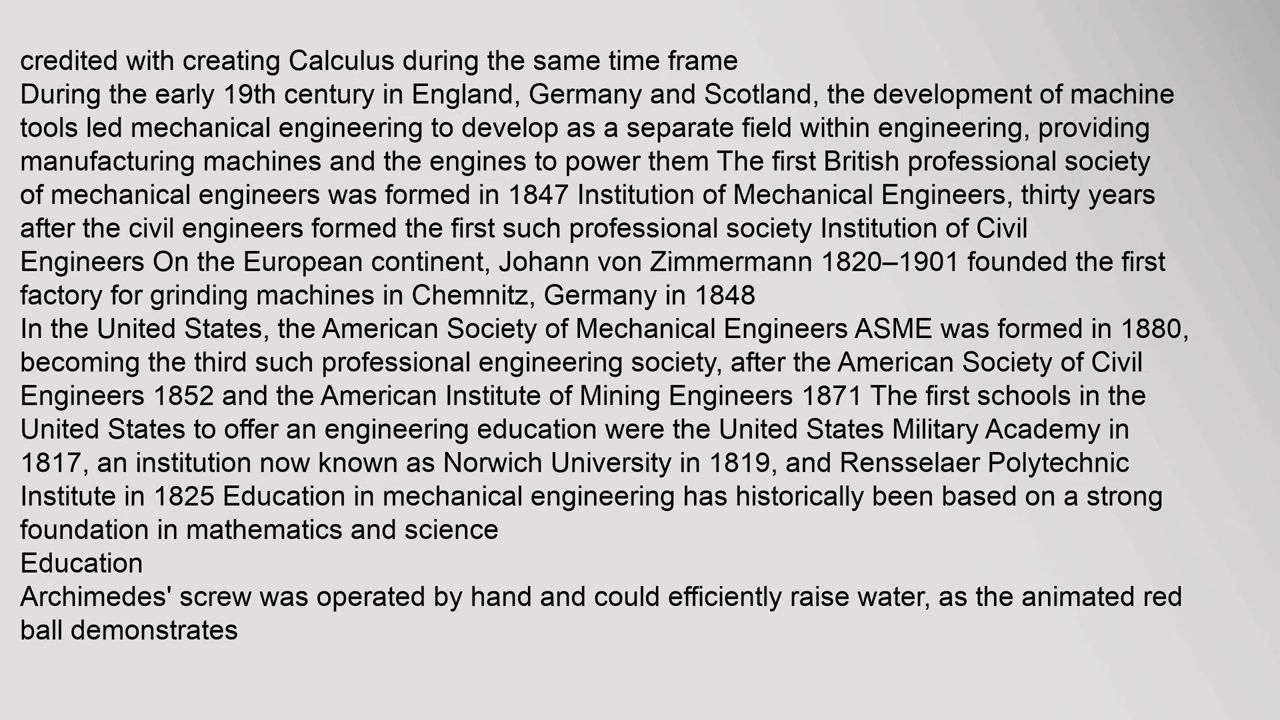 credited with creating Calculus during the same time frame
During the early 19th century in England, Germany and Scotland, the development of machine
tools led mechanical engineering to develop as a separate field within engineering, providing
manufacturing machines and the engines to power them The first British professional society
of mechanical engineers was formed in 1847 Institution of Mechanical Engineers, thirty years
after the civil engineers formed the first such professional society Institution of Civil
Engineers On the European continent, Johann von Zimmermann 1820–1901 founded the first
factory for grinding machines in Chemnitz, Germany in 1848
In the United States, the American Society of Mechanical Engineers ASME was formed in 1880,
becoming the third such professional engineering society, after the American Society of Civil
Engineers 1852 and the American Institute of Mining Engineers 1871 The first schools in the
United States to offer an engineering education were the United States Military Academy in
1817, an institution now known as Norwich University in 1819, and Rensselaer Polytechnic
Institute in 1825 Education in mechanical engineering has historically been based on a strong
foundation in mathematics and science
Education
Archimedes' screw was operated by hand and could efficiently raise water, as the animated red
ball demonstrates